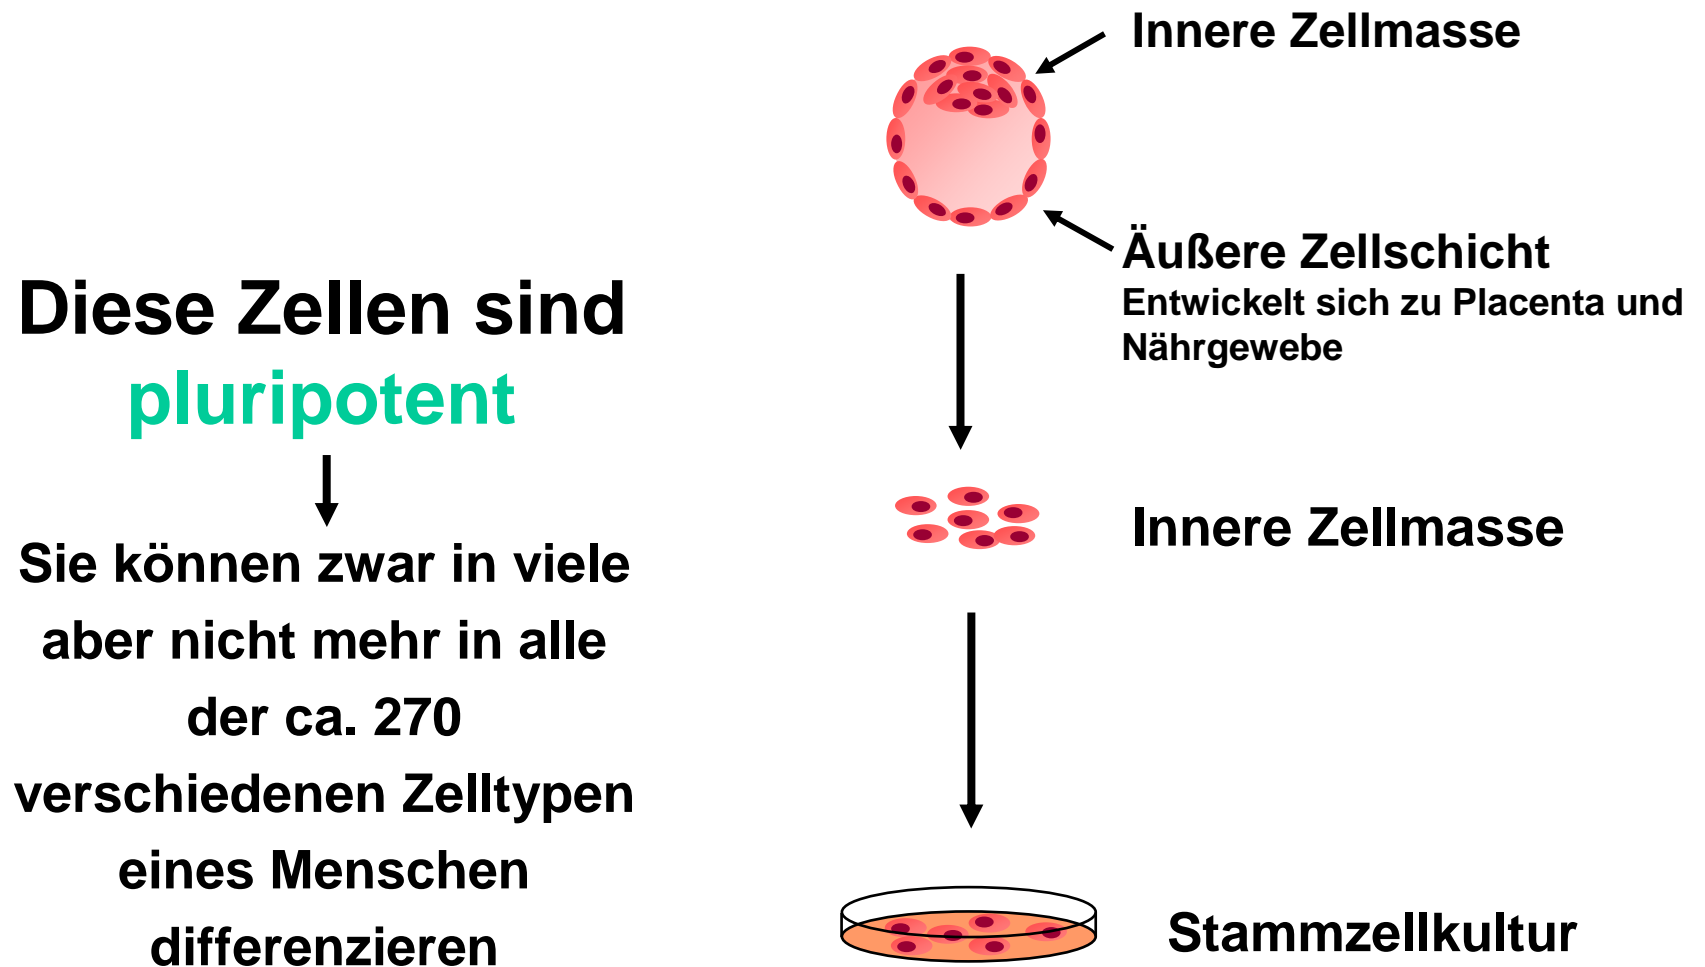 Innere Zellmasse
Äußere Zellschicht
Entwickelt sich zu Placenta und
Nährgewebe
Diese Zellen sind
pluripotent
Sie können zwar in viele
aber nicht mehr in alle
der ca. 270
verschiedenen Zelltypen
eines Menschen
differenzieren
Innere Zellmasse
Stammzellkultur